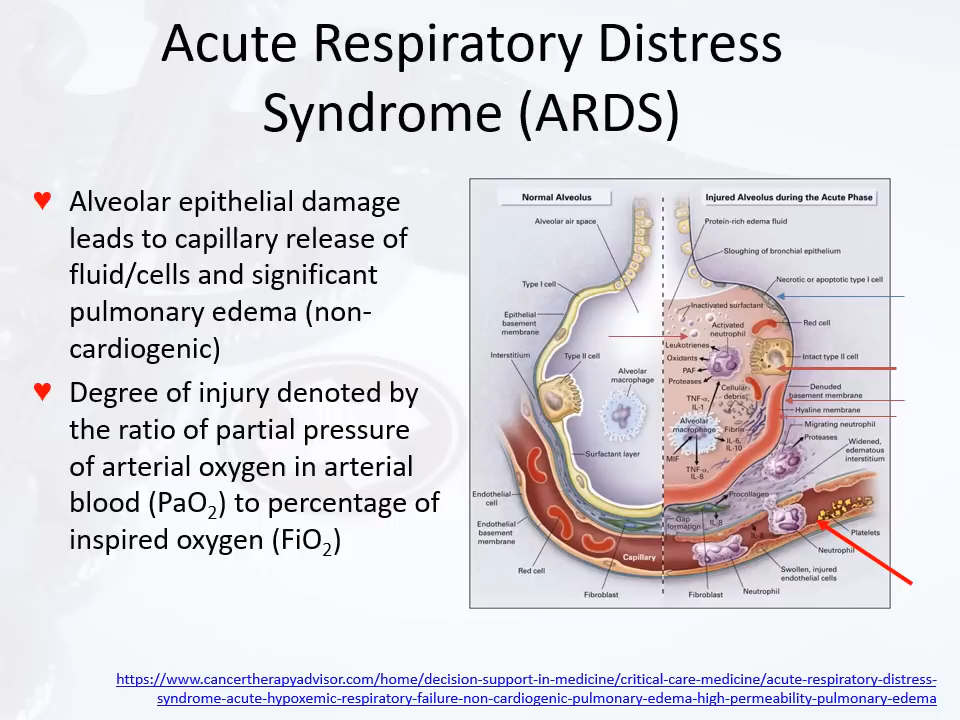 Acute Respiratory Distress
Syndrome (ARDS)
♥ Alveolar epithelial damage
leads to capillary release of
fluid/cells and significant
pulmonary edema (non-
cardiogenic)
♥ Degree of injury denoted by
the ratio of partial pressure
of arterial oxygen in arterial
blood (PaO₂) to percentage of
inspired oxygen (FiO₂)
Normal Alveolus
Injured Alveolus during the Acute Phase
Alveolar air space
Protein-rich edema fluid
Sloughing of bronchial epithelium
Type I cell
Necrotic or apoptotic type I cell
Inactivated surfactant
Epithelial
basement
membrane
Activated
neutrophil
Red cell
Leukotrienes
Oxidants
PAF
Proteases
Interstitium
Type II cell
Intact type II cell
Alveolar
macrophage
Cellular
debris
Denuded
basement membrane
TNF-α,
IL-1
Hyaline membrane
Alveolar
macrophage
Fibrin
Migrating neutrophil
Proteases
IL-6,
IL-10
Widened,
edematous
interstitium
MIF
TNF-α,
IL-8
Surfactant layer
Procollagen
Endothelial
cell
Gap
formation
IL-8
IL-8
Platelets
Endothelial
basement
membrane
Neutrophil
Capillary
Red cell
Swollen, injured
endothelial cells
Fibroblast
Fibroblast
Neutrophil
https://www.cancertherapyadvisor.com/home/decision-support-in-medicine/critical-care-medicine/acute-respiratory-distress-
syndrome-acute-hypoxemic-respiratory-failure-non-cardiogenic-pulmonary-edema-high-permeability-pulmonary-edema